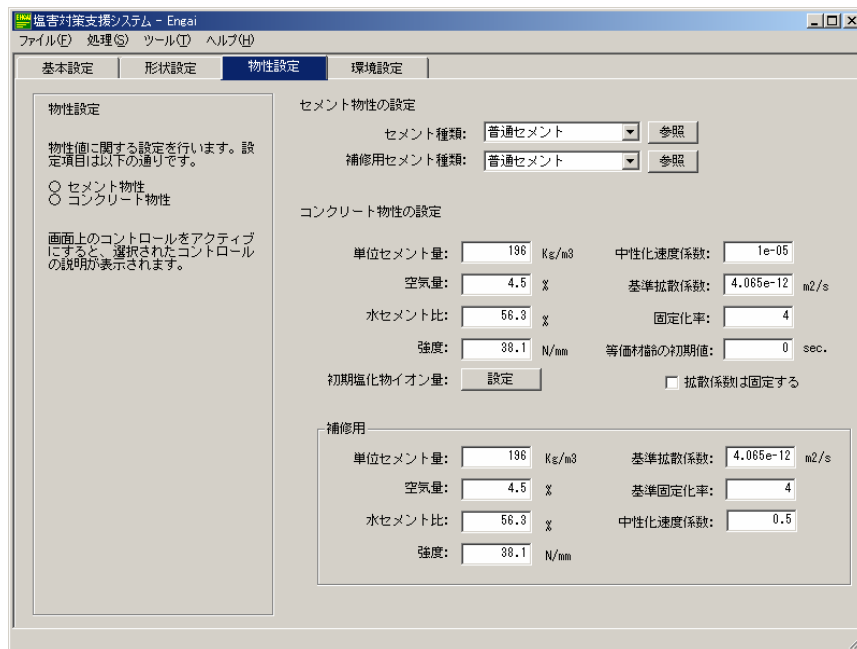 塩害対策支援システム - Engai
ファイル(F) 処理(S) ツール(T) ヘルプ(H)
基本設定 形状設定 物性設定 環境設定
物性設定
物性値に関する設定を行います。設
定項目は以下の通りです。
○ セメント物性
○ コンクリート物性
画面上のコントロールをアクティブ
にすると、選択されたコントロール
の説明が表示されます。
セメント物性の設定
セメント種類: 普通セメント 参照
補修用セメント種類: 普通セメント 参照
コンクリート物性の設定
単位セメント量: 196 Kg/m3 中性化速度係数: 1e-05
空気量: 4.5 % 基準拡散係数: 4.065e-12 m2/s
水セメント比: 56.3 % 固定化率: 4
強度: 38.1 N/mm 等価材齢の初期値: 0 sec.
初期塩化物イオン量: 設定 拡散係数は固定する
補修用
単位セメント量: 196 Kg/m3 基準拡散係数: 4.065e-12 m2/s
空気量: 4.5 % 基準固定化率: 4
水セメント比: 56.3 % 中性化速度係数: 0.5
強度: 38.1 N/mm